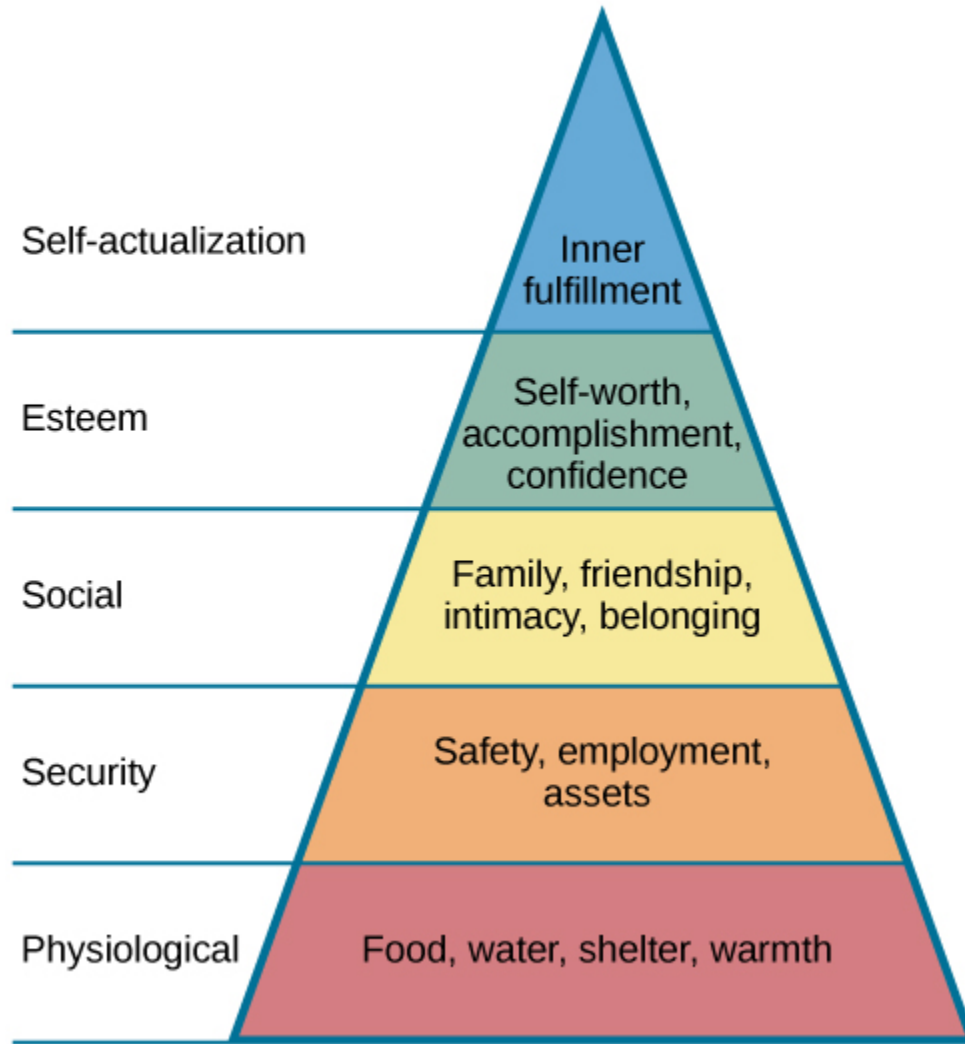 Self-actualization
Inner
fulfillment
Esteem
Self-worth,
accomplishment,
confidence
Social
Family, friendship,
intimacy, belonging
Security
Safety, employment,
assets
Physiological
Food, water, shelter, warmth